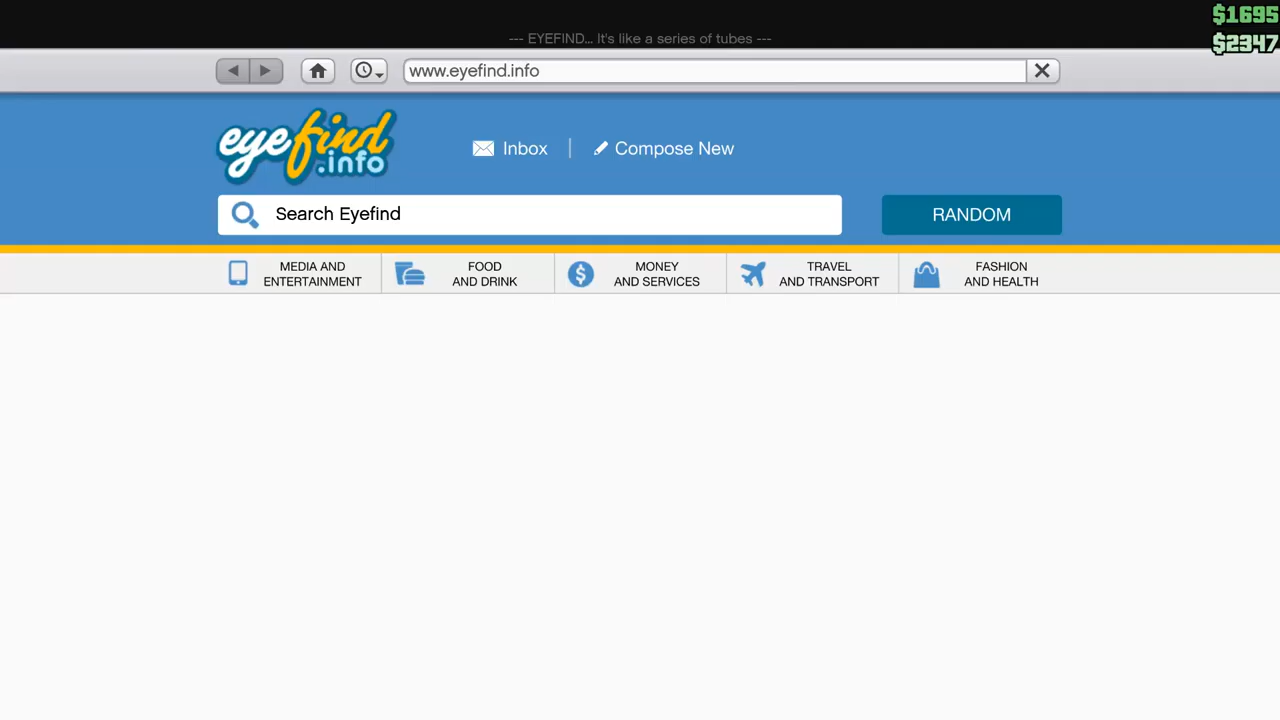 $1695
--- EYEFIND... It's like a series of tubes ---
$2347
www.eyefind.info
eyefind
.info
Inbox
Compose New
Search Eyefind
RANDOM
MEDIA AND
ENTERTAINMENT
FOOD
AND DRINK
MONEY
AND SERVICES
TRAVEL
AND TRANSPORT
FASHION
AND HEALTH